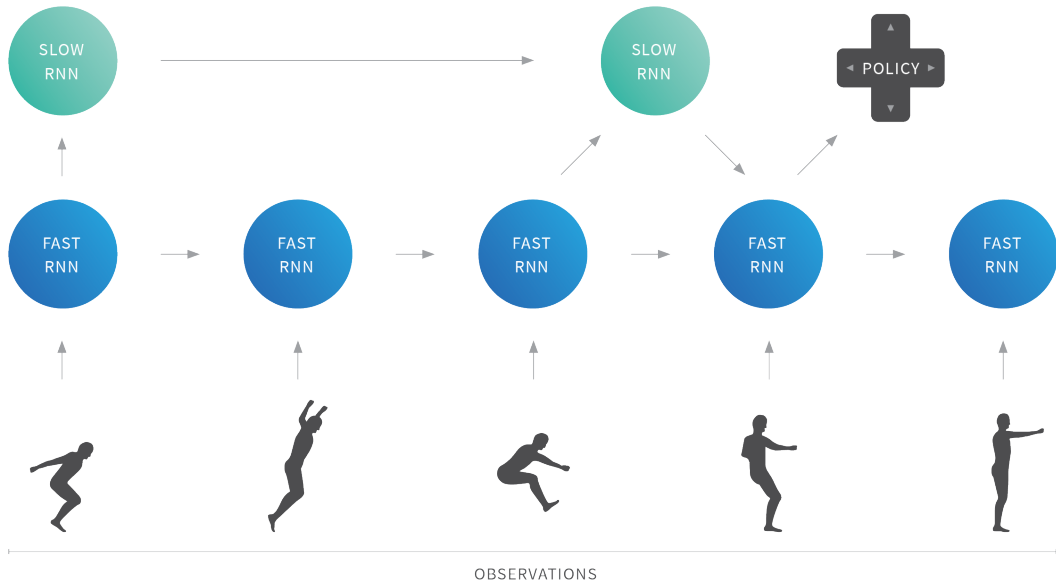 SLOW
RNN
SLOW
RNN
POLICY
FAST
RNN
FAST
RNN
FAST
RNN
FAST
RNN
FAST
RNN
OBSERVATIONS